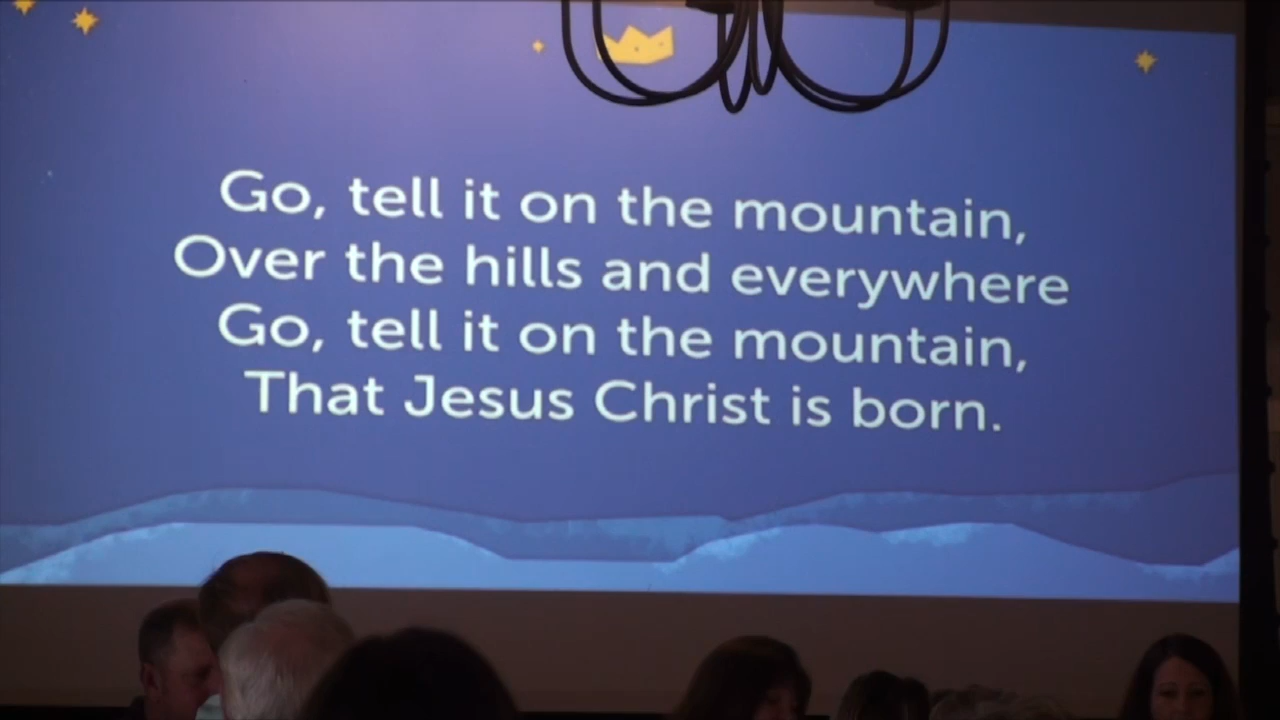 Go, tell it on the mountain,
Over the hills and everywhere
Go, tell it on the mountain,
That Jesus Christ is born.